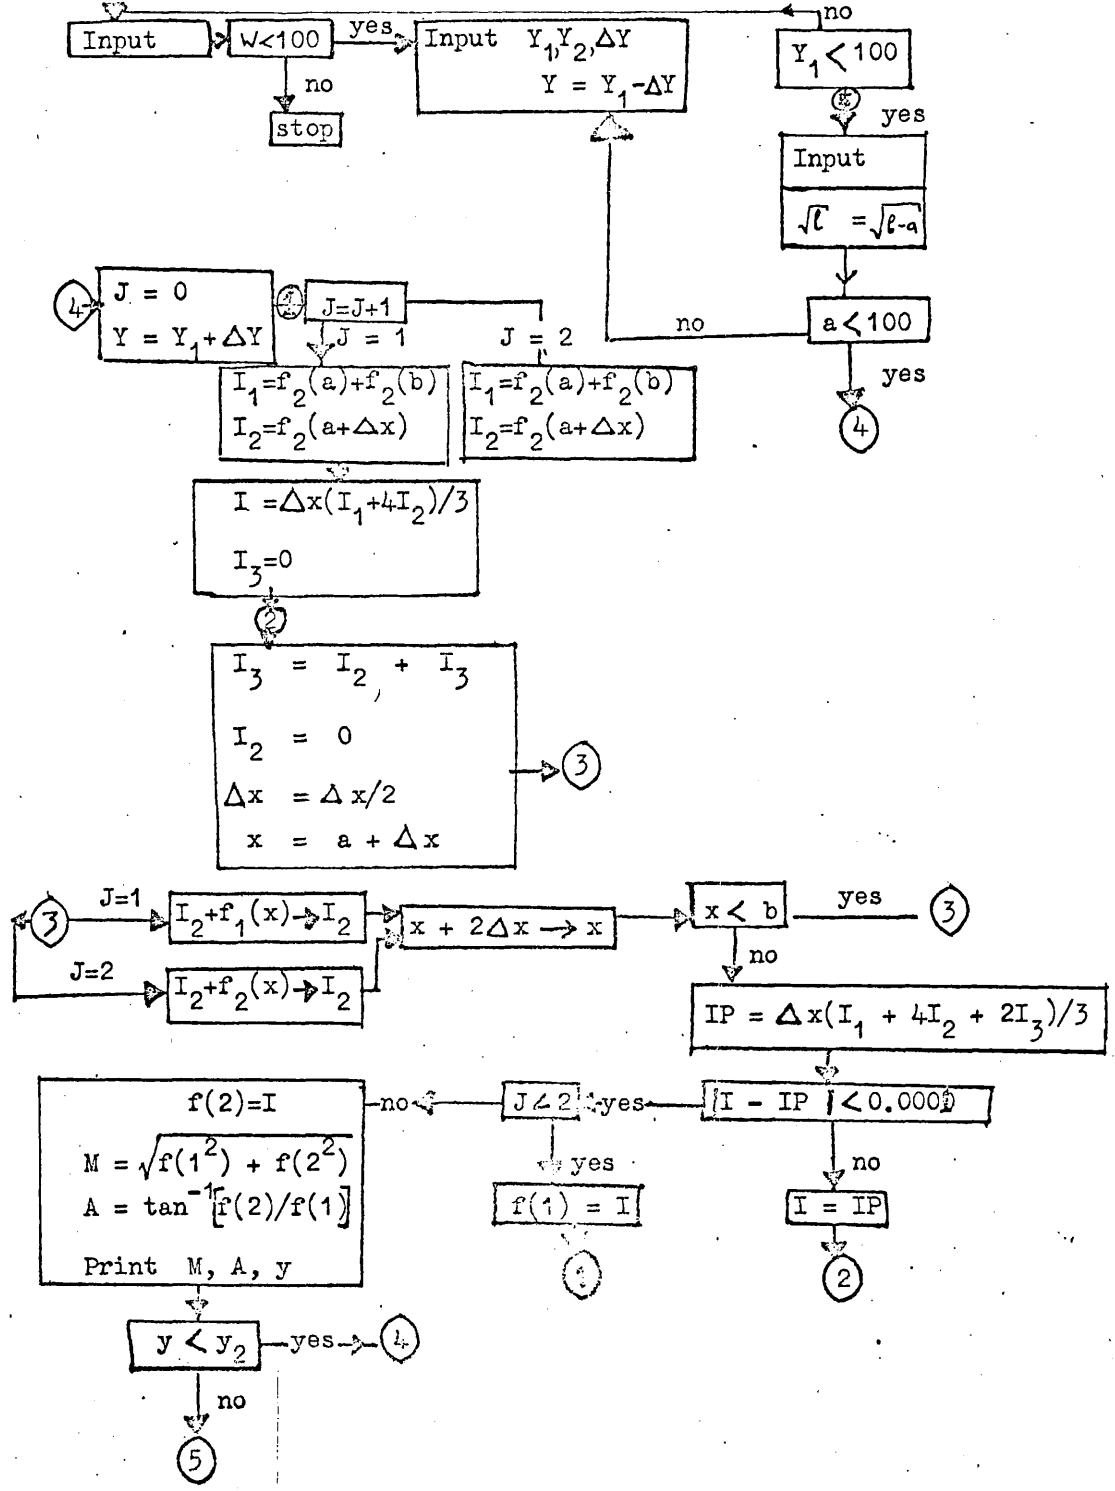 no
Input
W<100
yes
Input Y1,Y2,ΔY
Y = Y1-ΔY
Y1<100
no
stop
5
yes
Input
√l = √l-a
4
J = 0
Y = Y1+ΔY
1
J=J+1
J = 1
J = 2
no
a<100
yes
4
I1=f2(a)+f2(b)
I2=f2(a+Δx)
I1=f2(a)+f2(b)
I2=f2(a+Δx)
I =Δx(I1+4I2)/3
I3=0
2
I3 = I2 + I3
I2 = 0
Δx = Δx/2
x = a + Δx
3
3
J=1
I2+f1(x)→I2
x + 2Δx → x
x < b
yes
3
J=2
I2+f2(x)→I2
no
IP = Δx(I1 + 4I2 + 2I3)/3
f(2)=I
M = √f(1²) + f(2²)
A = tan⁻¹[f(2)/f(1)]
Print M, A, y
no
J<2
yes
|I - IP |<0.0001
yes
f(1) = I
1
no
I = IP
2
y < y2
yes
4
no
5